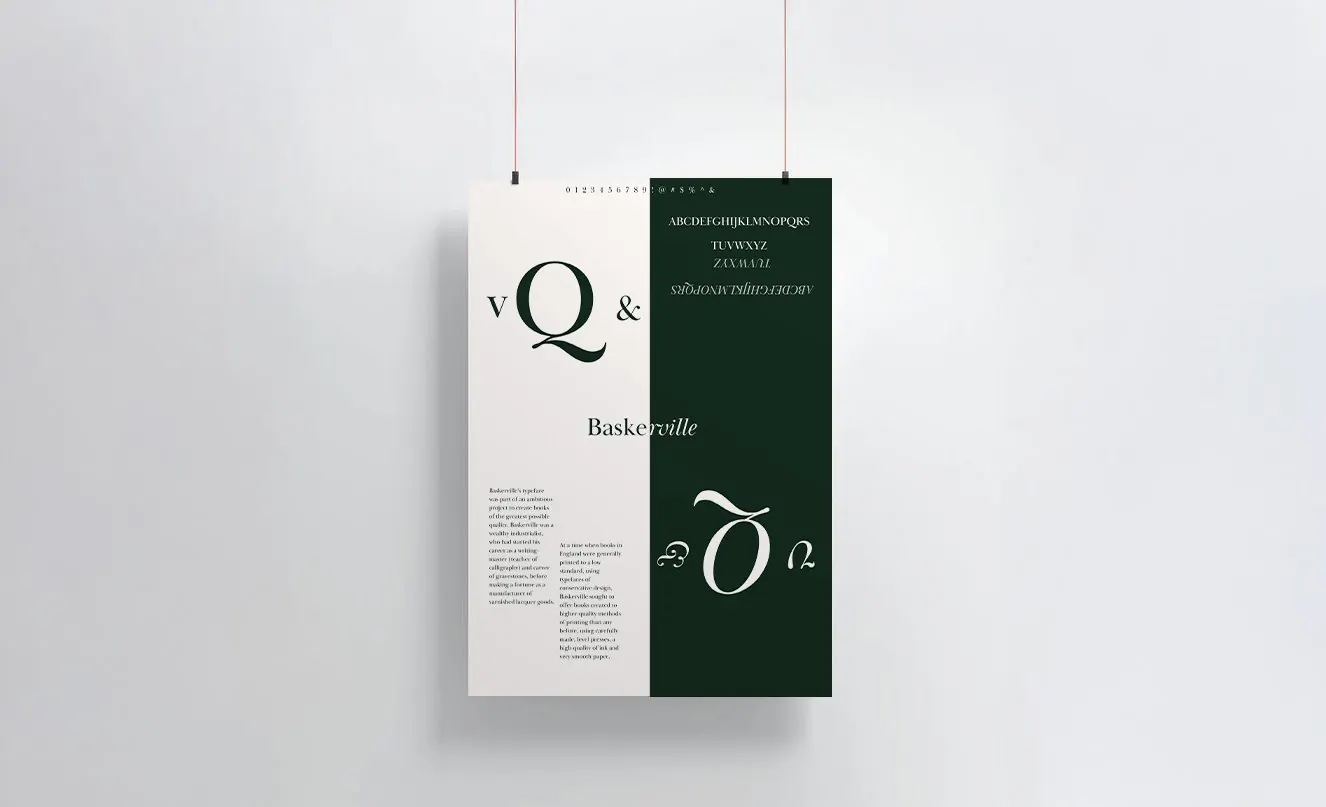 0 1 2 3 4 5 6 7 8 9 ! @ # $ % ^ &
ABCDEFGHIJKLMNOPQRS
TUVWXYZ
TUVWXYZ
ABCDEFGHIJKLMNOPQRS
v Q &
Baskerville
Baskerville's typeface
was part of an ambitious
project to create books
of the greatest possible
quality. Baskerville was a
wealthy industrialist,
who had started his
career as a writing-
master (teacher of
calligraphy) and carver
of gravestones, before
making a fortune as a
manufacturer of
varnished lacquer goods.
At a time when books in
England were generally
printed to a low
standard, using
typefaces of
conservative design,
Baskerville sought to
offer books created to
higher quality methods
of printing than any
before, using carefully
made, level presses, a
high quality of ink and
very smooth paper.
& Q v